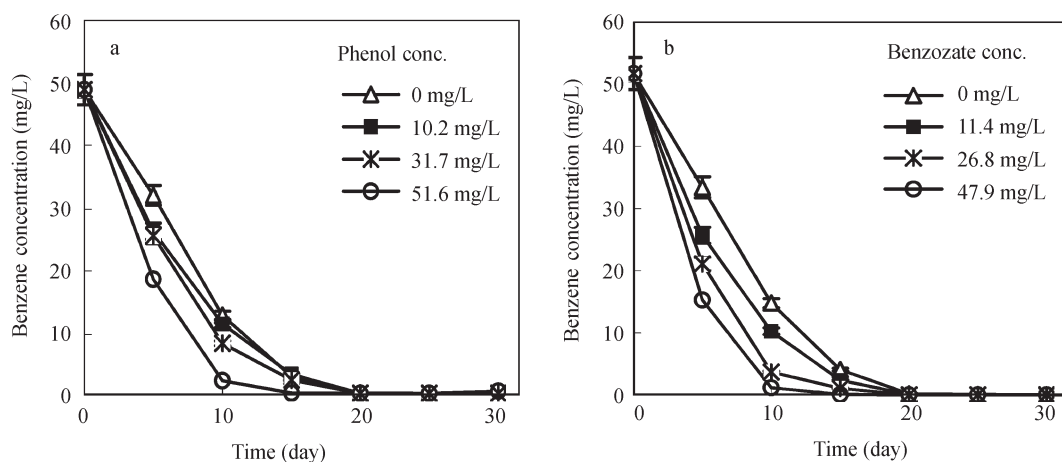 a
Phenol conc.
0 mg/L
10.2 mg/L
31.7 mg/L
51.6 mg/L
Benzene concentration (mg/L)
60
50
40
30
20
10
0
0 10 20 30
Time (day)
b
Benzozate conc.
0 mg/L
11.4 mg/L
26.8 mg/L
47.9 mg/L
Benzene concentration (mg/L)
60
50
40
30
20
10
0
0 10 20 30
Time (day)